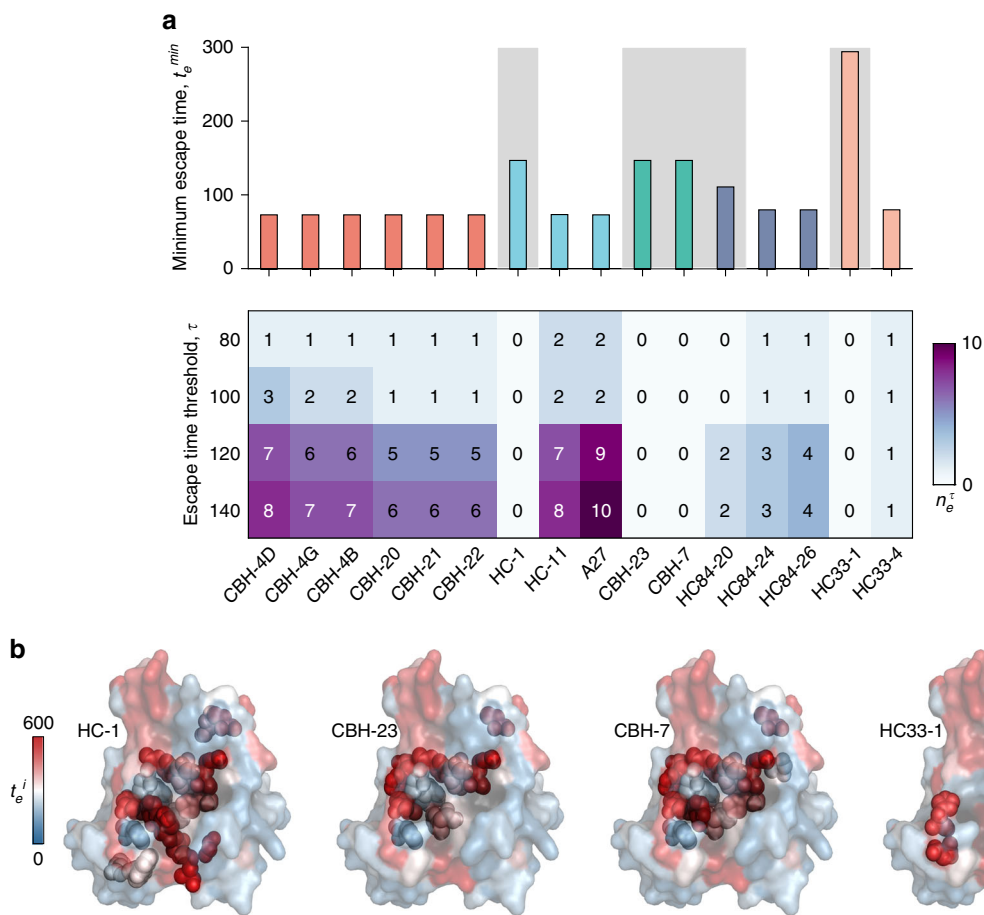 a
Minimum escape time, t_e^min
300
200
100
0
Escape time threshold, τ
80 1 1 1 1 1 1 0 2 2 0 0 0 1 1 0 1
100 3 2 2 1 1 1 0 2 2 0 0 0 1 1 0 1
120 7 6 6 5 5 5 0 7 9 0 0 2 3 4 0 1
140 8 7 7 6 6 6 0 8 10 0 0 2 3 4 0 1
CBH-4D CBH-4G CBH-4B CBH-20 CBH-21 CBH-22 HC-1 HC-11 A27 CBH-23 CBH-7 HC84-20 HC84-24 HC84-26 HC33-1 HC33-4
10
0
n_e^τ
b
600
t_e^i
0
HC-1
CBH-23
CBH-7
HC33-1